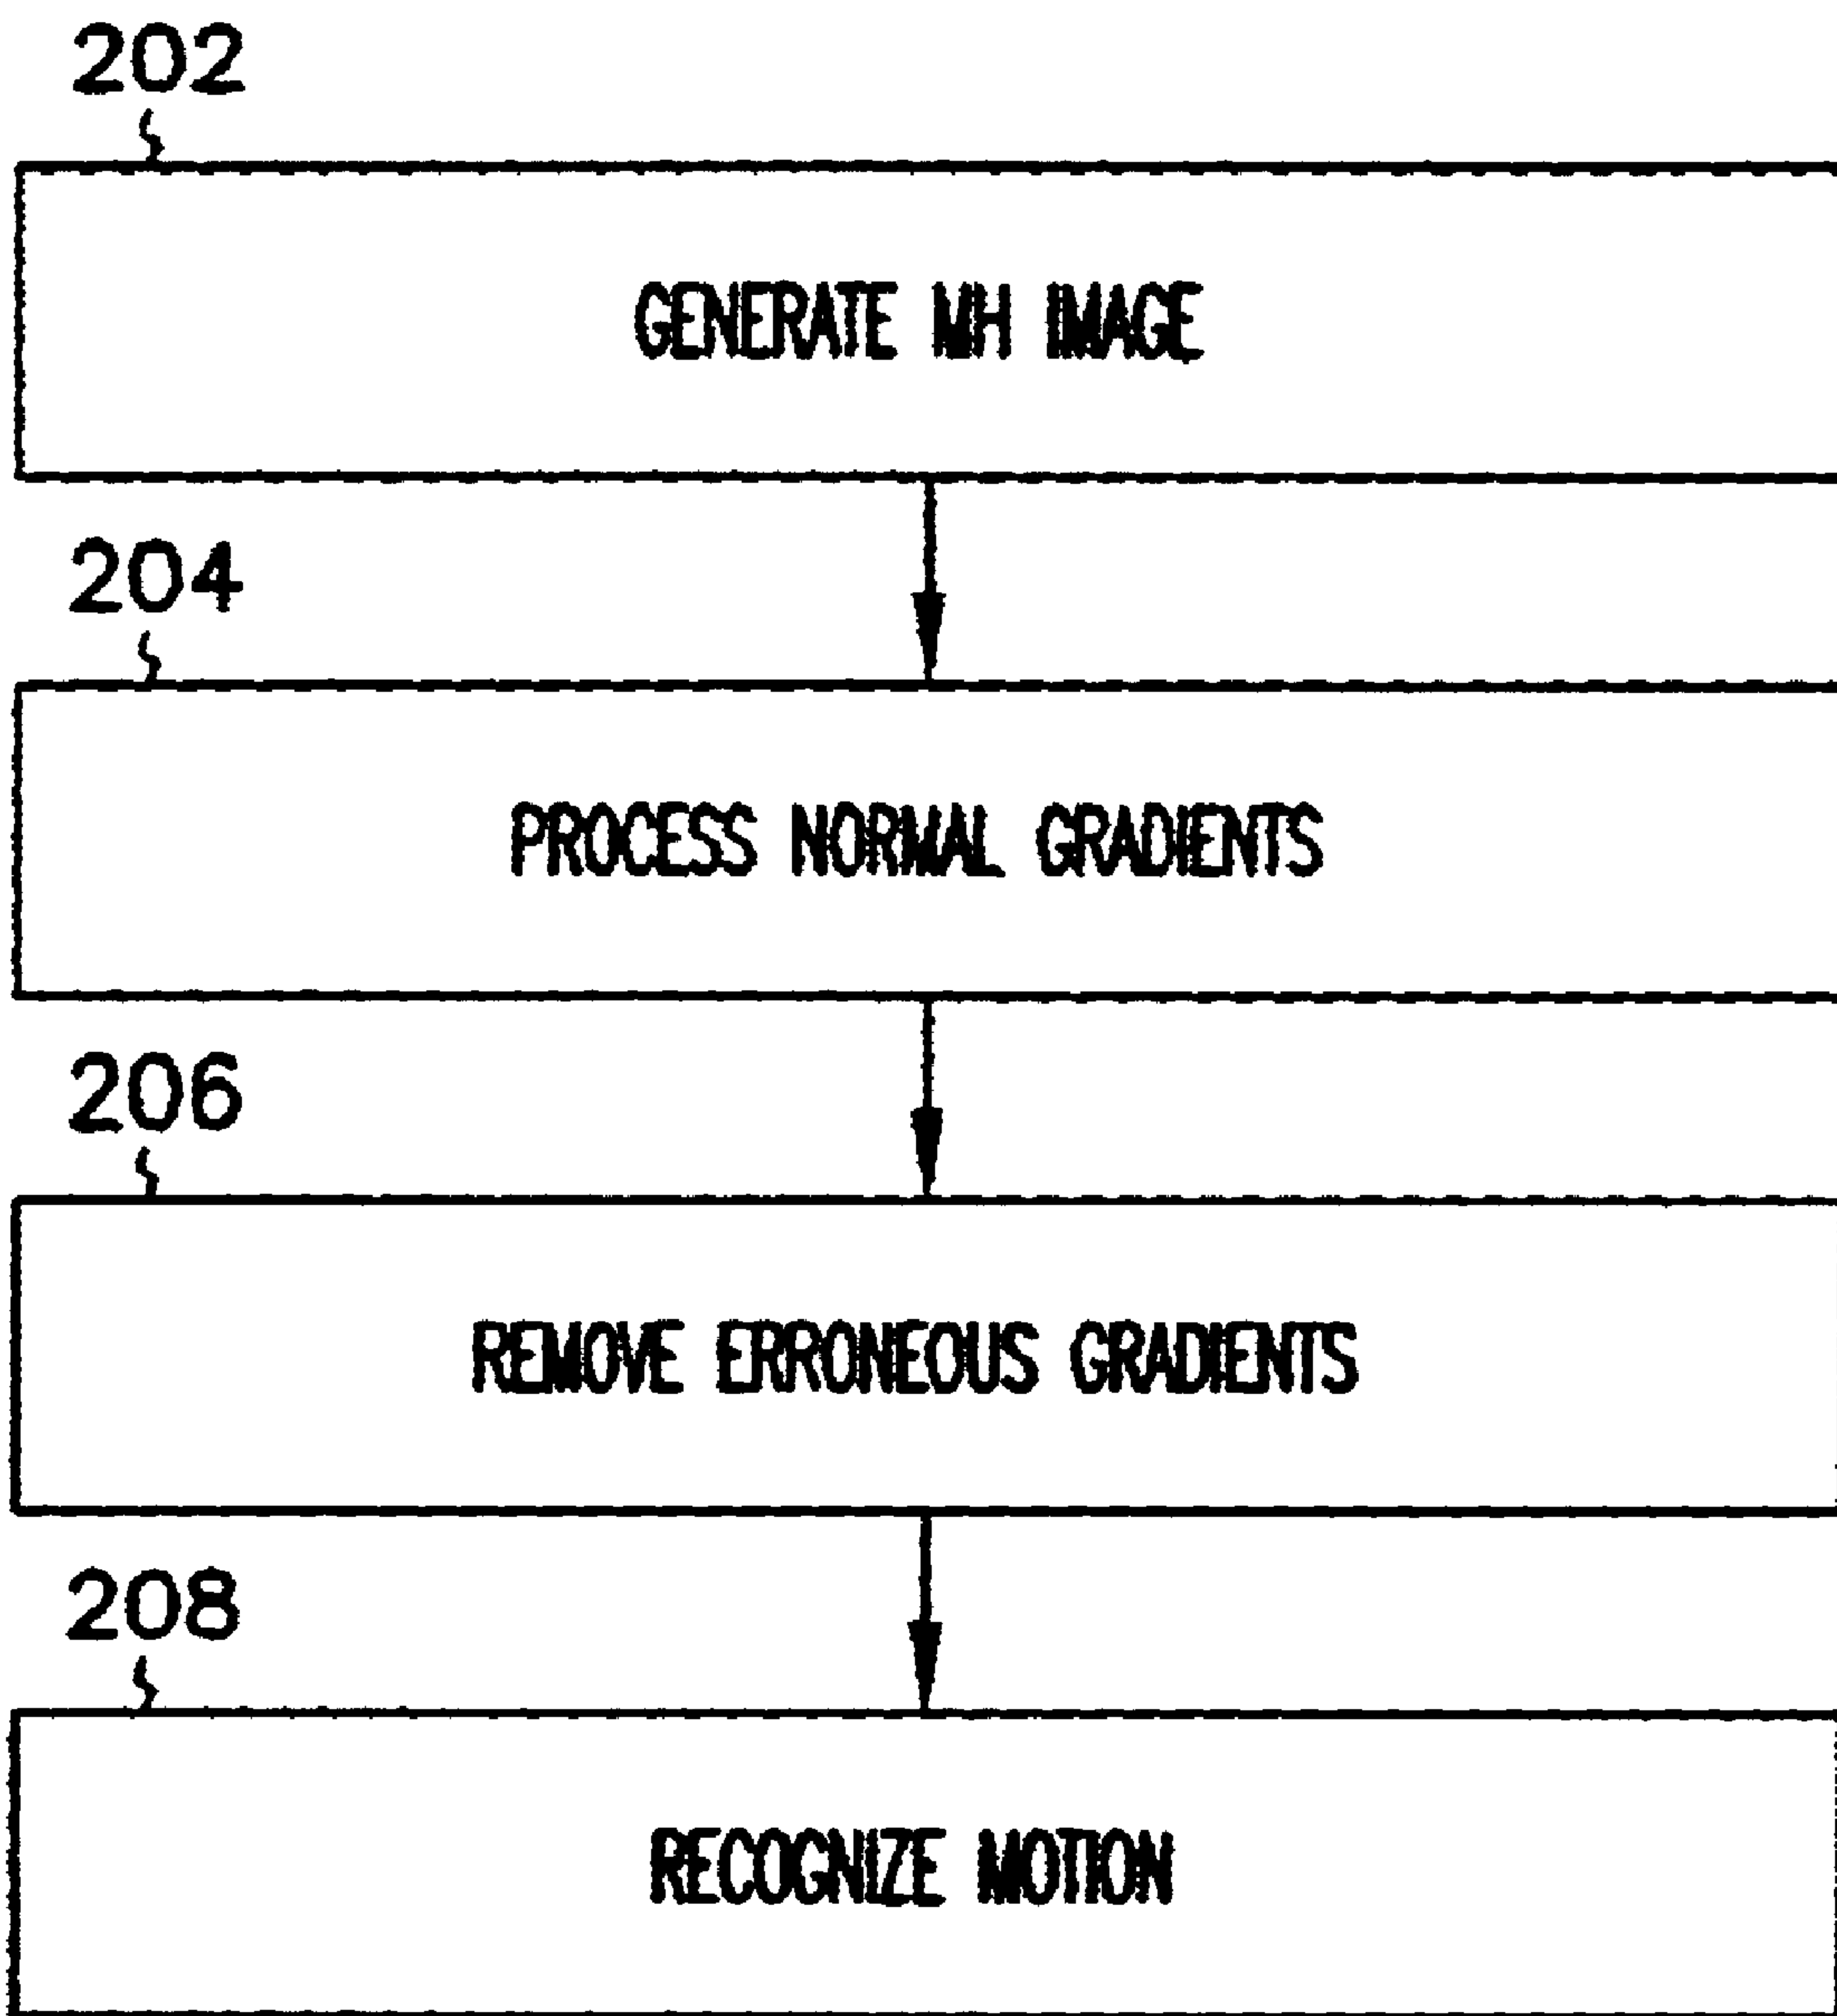 202
GENERATE MH IMAGE
204
PROCESS NORMAL GRADIENTS
206
REMOVE ERRONEOUS GRADIENTS
208
RECOGNIZE MOTION